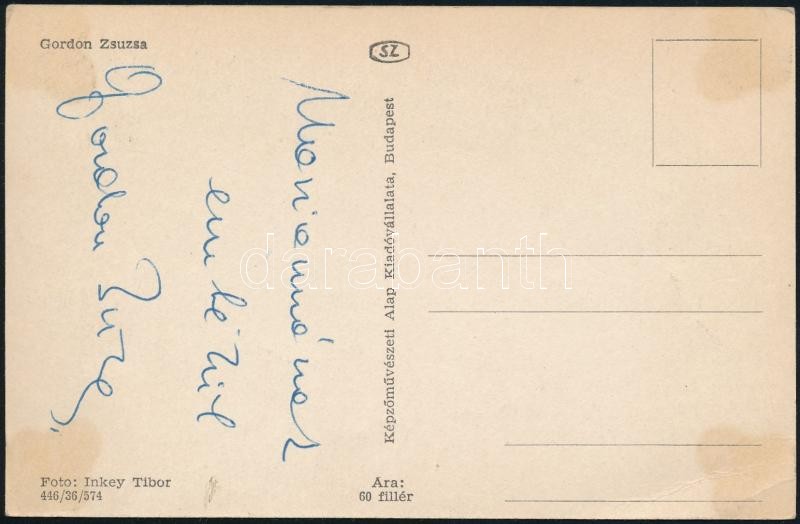 Gordon Zsuzsa
SZ
Mariannának
emlékül
Gordon Zsuzsa
Képzőművészeti Alap Kiadóvállalata, Budapest
darabanth
Foto: Inkey Tibor
446/36/574
Ára:
60 fillér